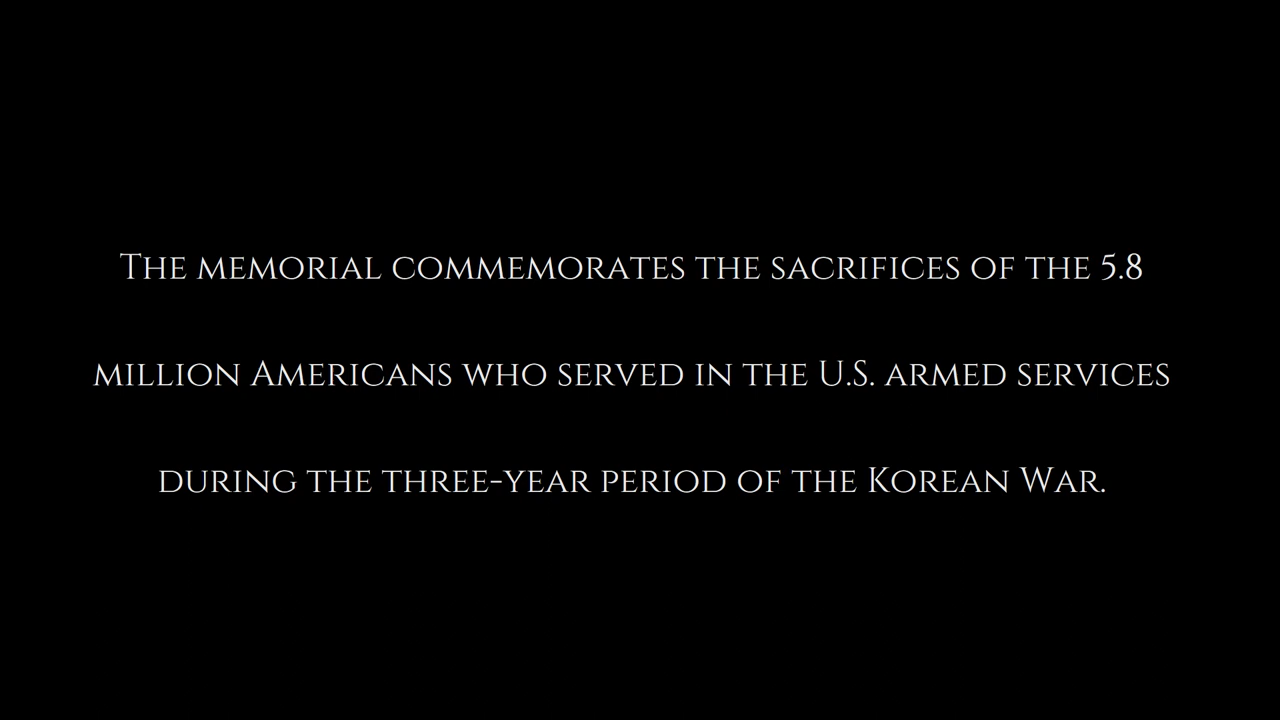 The memorial commemorates the sacrifices of the 5.8
million Americans who served in the U.S. armed services
during the three-year period of the Korean War.